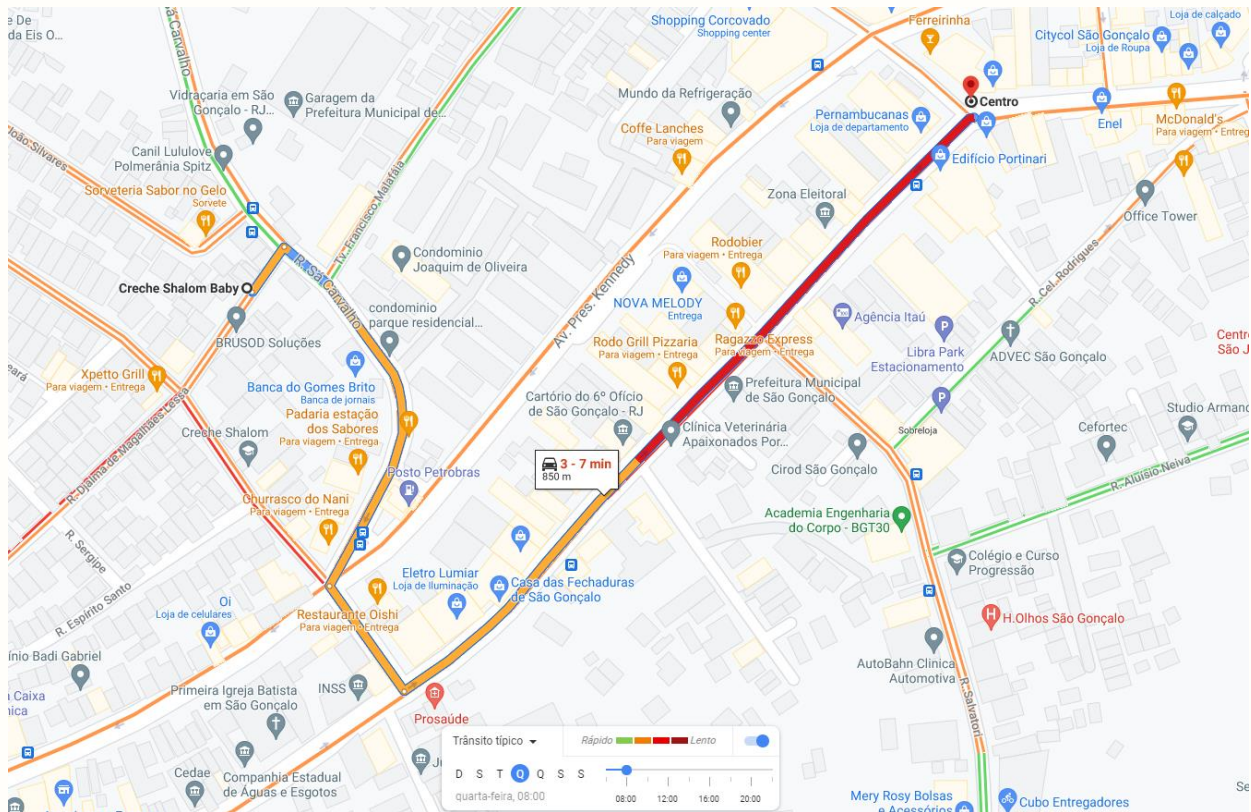 e De
da Eis O...
Sá Carvalho
Vidraçaria em São
Gonçalo - RJ...
Garagem da
Prefeitura Municipal de...
João Silvares
Canil Lululove
Polmerânia Spitz
Sorveteria Sabor no Gelo
Sorvete
Tv. Francisco Malafáia
Shopping Corcovado
Shopping center
Ferreirinha
Loja de calçado
Citycol São Gonçalo
Loja de Roupa
Mundo da Refrigeração
Centro
Coffe Lanches
Para viagem
Pernambucanas
Loja de departamento
Enel
McDonald's
Para viagem • Entreg
Edifício Portinari
Zona Eleitoral
Office Tower
Condominio
Joaquim de Oliveira
R. Sá Carvalho
Creche Shalom Baby
condominio
parque residencial...
Av. Pres. Kennedy
Rodobier
Para viagem • Entrega
NOVA MELODY
Entrega
R. Cel. Rodrigues
Agência Itaú
BRUSOD Soluções
Rodo Grill Pizzaria
Para viagem • Entrega
Ragazzo Express
Para viagem • Entrega
Libra Park
Estacionamento
ADVEC São Gonçalo
Centro
São J
Xpetto Grill
Para viagem • Entrega
Banca do Gomes Brito
Banca de jornais
Prefeitura Municipal
de São Gonçalo
R. Djalma de Magalhães Lessa
Padaria estação
dos Sabores
Para viagem • Entrega
Cartório do 6º Ofício
de São Gonçalo - RJ
Clínica Veterinária
Apaixonados Por...
Sobreloja
Studio Armand
Cefortec
Creche Shalom
3 - 7 min
850 m
Posto Petrobras
Cirod São Gonçalo
R. Aluísio Neiva
Churrasco do Nani
Para viagem • Entrega
Academia Engenharia
do Corpo - BGT30
R. Sergipe
Colégio e Curso
Progressão
Eletro Lumiar
Loja de Iluminação
Casa das Fechaduras
de São Gonçalo
R. Espírito Santo
Oi
Loja de celulares
Restaurante Oishi
Para viagem • Entrega
H.Olhos São Gonçalo
ínio Badi Gabriel
AutoBahn Clinica
Automotiva
a Caixa
nica
Primeira Igreja Batista
em São Gonçalo
INSS
Prosaúde
R. Salvatori
Trânsito típico
Rápido
Lento
D S T Q Q S S
08:00 12:00 16:00 20:00
quarta-feira, 08:00
Cedae
Companhia Estadual
de Águas e Esgotos
Mery Rosy Bolsas
e Acessórios
Cubo Entregadores